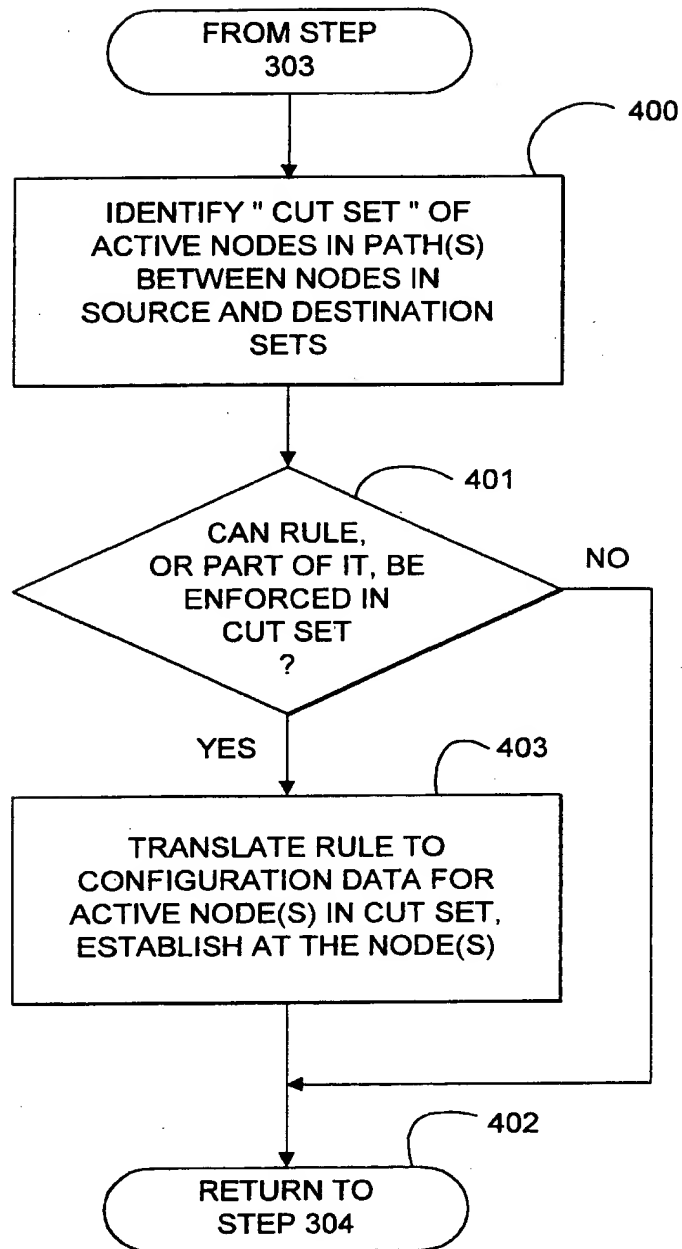 FROM STEP
303
400
IDENTIFY " CUT SET " OF
ACTIVE NODES IN PATH(S)
BETWEEN NODES IN
SOURCE AND DESTINATION
SETS
401
CAN RULE,
OR PART OF IT, BE
ENFORCED IN
CUT SET
?
NO
YES
403
TRANSLATE RULE TO
CONFIGURATION DATA FOR
ACTIVE NODE(S) IN CUT SET,
ESTABLISH AT THE NODE(S)
402
RETURN TO
STEP 304